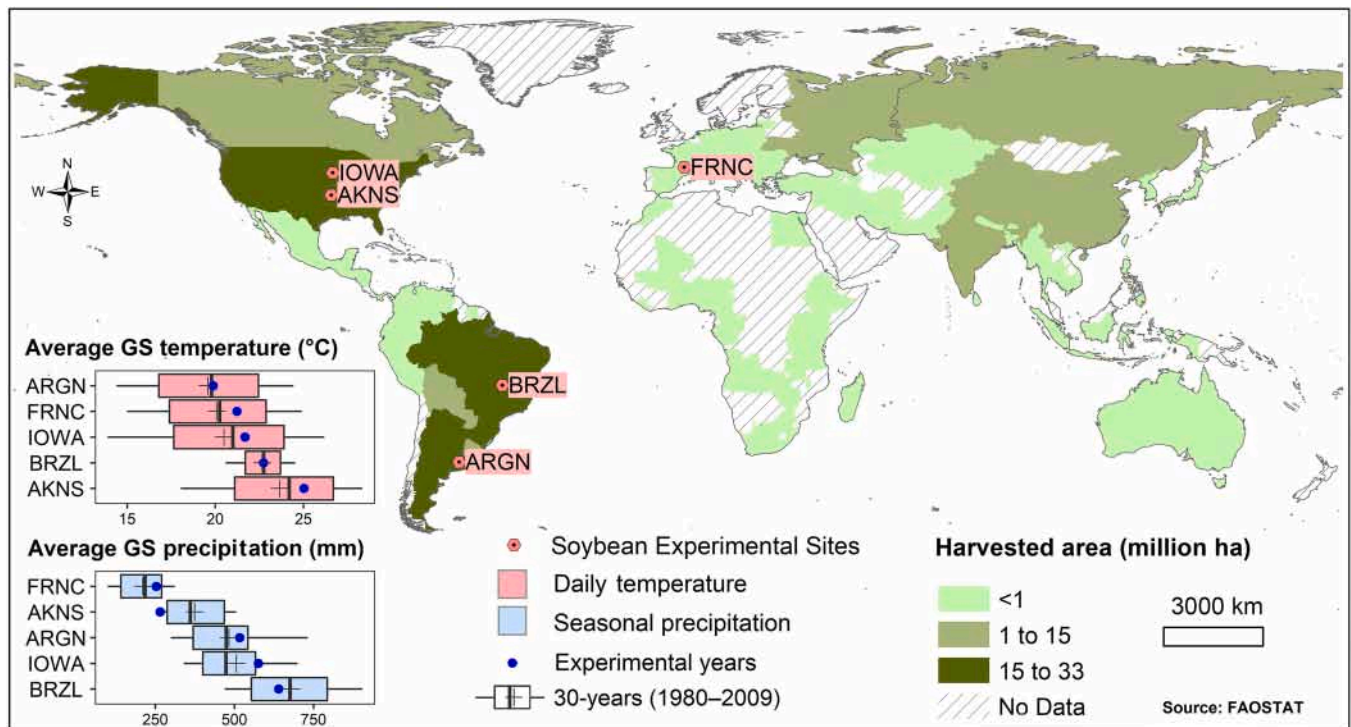 N
W E
S
IOWA
AKNS
FRNC
BRZL
ARGN
Average GS temperature (°C)
ARGN
FRNC
IOWA
BRZL
AKNS
15 20 25
Average GS precipitation (mm)
FRNC
AKNS
ARGN
IOWA
BRZL
250 500 750
Soybean Experimental Sites
Daily temperature
Seasonal precipitation
Experimental years
30-years (1980–2009)
Harvested area (million ha)
<1
1 to 15
15 to 33
No Data
3000 km
Source: FAOSTAT